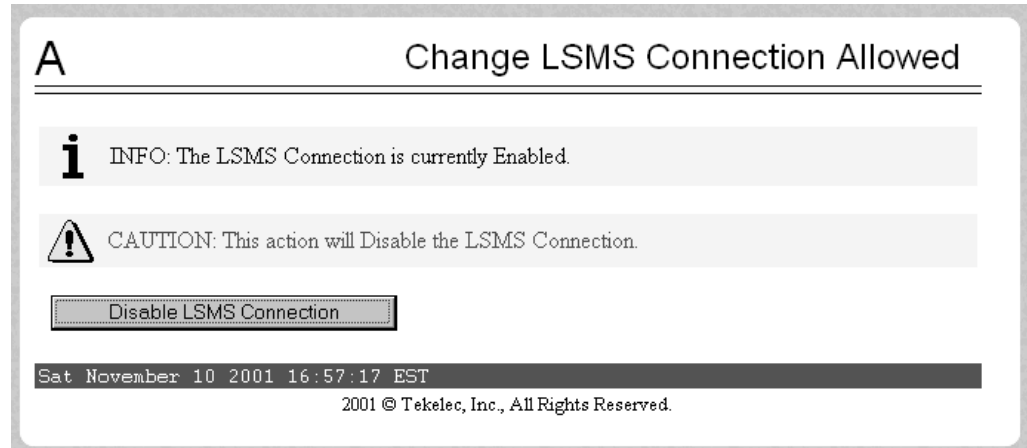 A
Change LSMS Connection Allowed
i INFO: The LSMS Connection is currently Enabled.
CAUTION: This action will Disable the LSMS Connection.
Disable LSMS Connection
Sat November 10 2001 16:57:17 EST
2001 © Tekelec, Inc., All Rights Reserved.